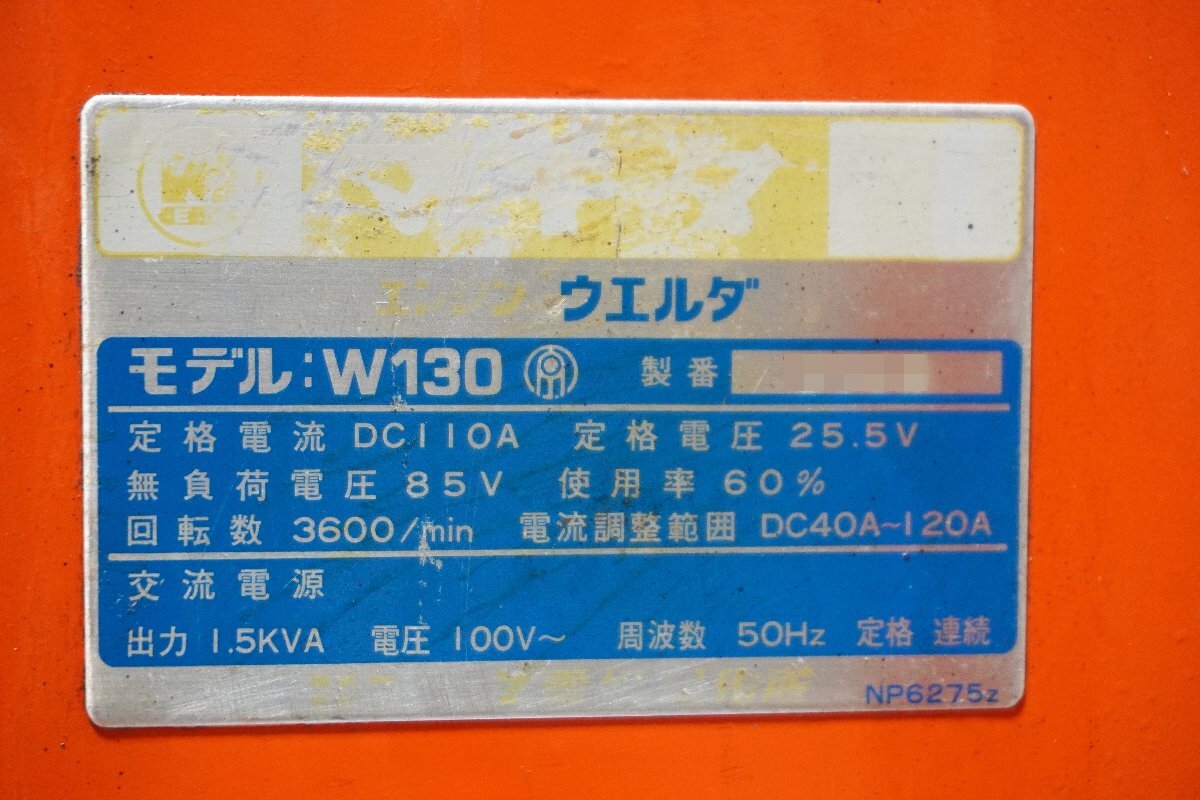 エンジン ウエルダ
モデル:W130 製番
定格電流 DC110A 定格電圧 25.5V
無負荷電圧 85V 使用率 60%
回転数 3600/min 電流調整範囲 DC40A~120A
交流電源
出力 1.5KVA 電圧 100V~ 周波数 50Hz 定格 連続
NP6275z